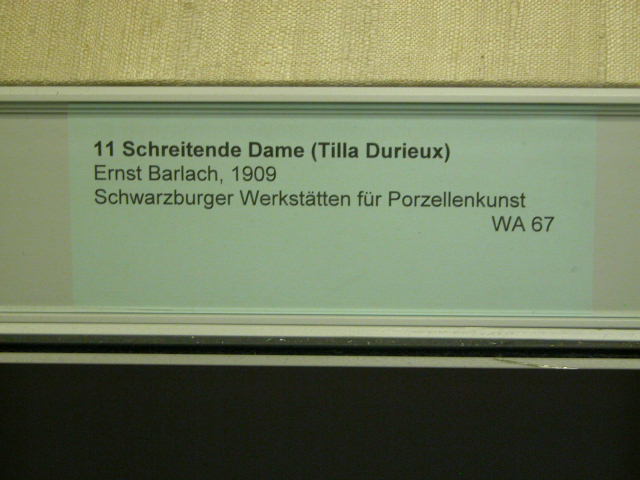 11 Schreitende Dame (Tilla Durieux)
Ernst Barlach, 1909
Schwarzburger Werkstätten für Porzellenkunst
WA 67